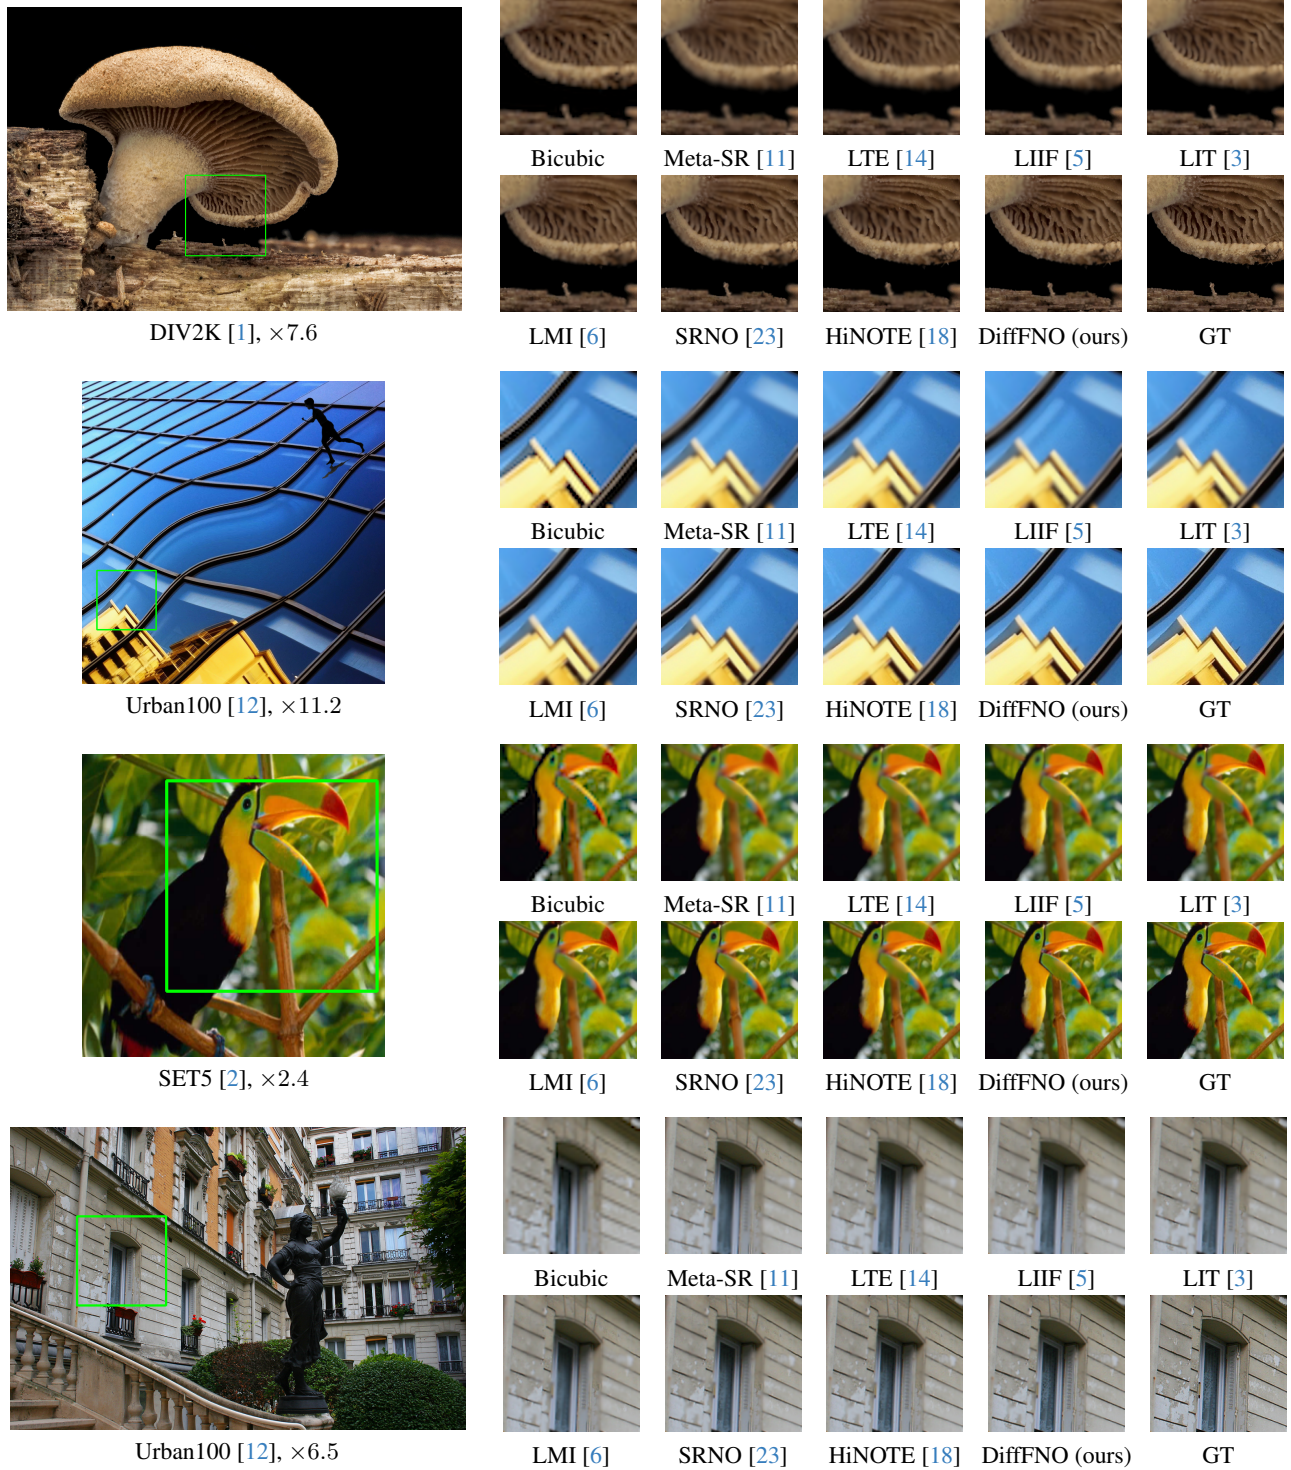 Bicubic Meta-SR [11] LTE [14] LIIF [5] LIT [3]
LMI [6] SRNO [23] HiNOTE [18] DiffFNO (ours) GT
DIV2K [1], ×7.6
Bicubic Meta-SR [11] LTE [14] LIIF [5] LIT [3]
LMI [6] SRNO [23] HiNOTE [18] DiffFNO (ours) GT
Urban100 [12], ×11.2
Bicubic Meta-SR [11] LTE [14] LIIF [5] LIT [3]
LMI [6] SRNO [23] HiNOTE [18] DiffFNO (ours) GT
SET5 [2], ×2.4
Bicubic Meta-SR [11] LTE [14] LIIF [5] LIT [3]
LMI [6] SRNO [23] HiNOTE [18] DiffFNO (ours) GT
Urban100 [12], ×6.5